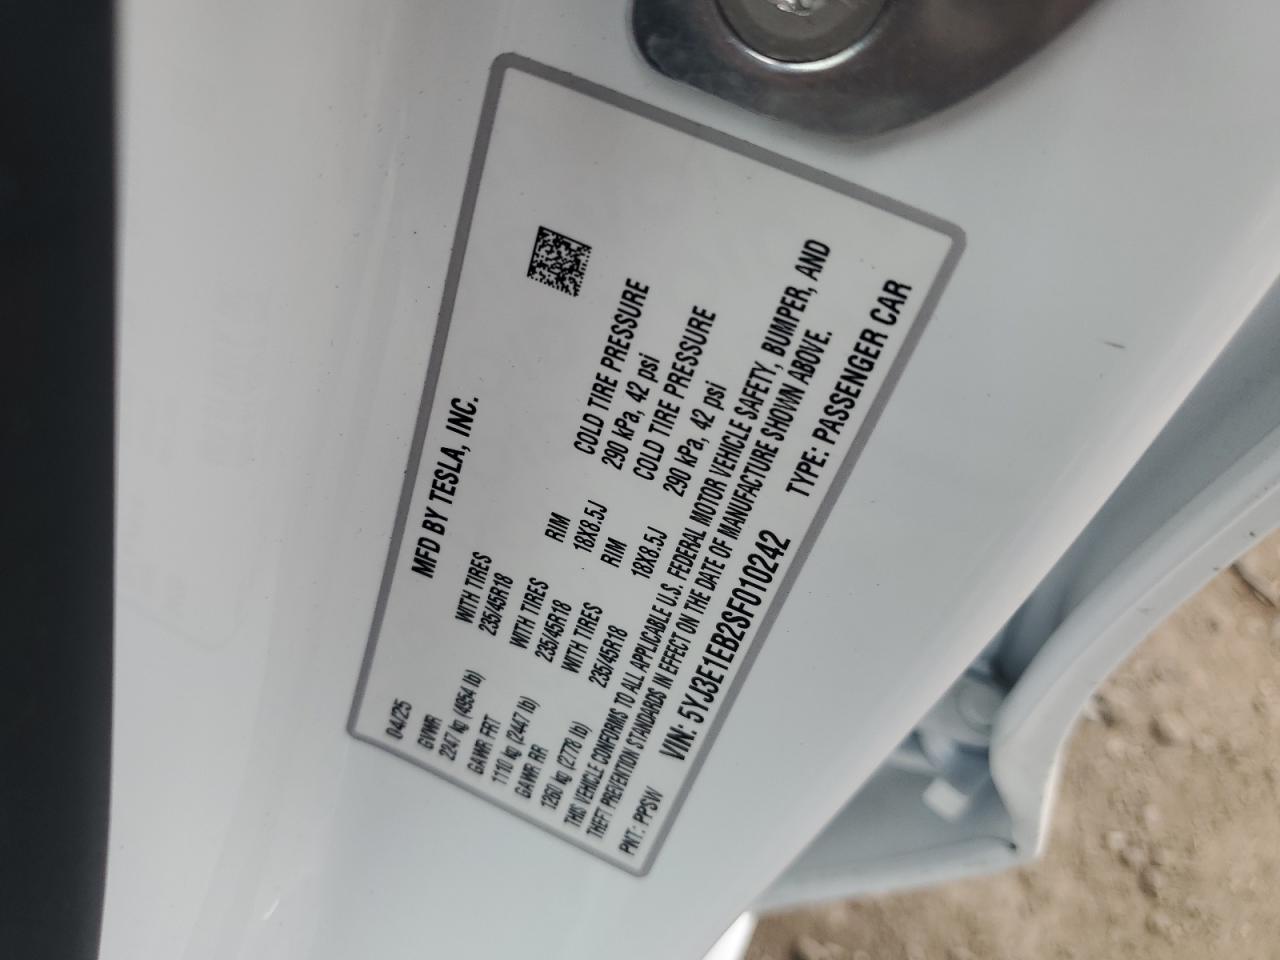 MFD BY TESLA, INC.
04/25
GVWR
2247 kg (4954 lb)
GAWR FRT WITH TIRES RIM COLD TIRE PRESSURE
1110 kg (2447 lb) 235/45R18 18X8.5J 290 kPa, 42 psi
GAWR RR WITH TIRES RIM COLD TIRE PRESSURE
1260 kg (2778 lb) 235/45R18 18X8.5J 290 kPa, 42 psi
WITH TIRES
235/45R18
THIS VEHICLE CONFORMS TO ALL APPLICABLE U.S. FEDERAL MOTOR VEHICLE SAFETY, BUMPER, AND
THEFT PREVENTION STANDARDS IN EFFECT ON THE DATE OF MANUFACTURE SHOWN ABOVE.
VIN: 5YJ3E1EB2SF010242 TYPE: PASSENGER CAR
PNT: PPSW